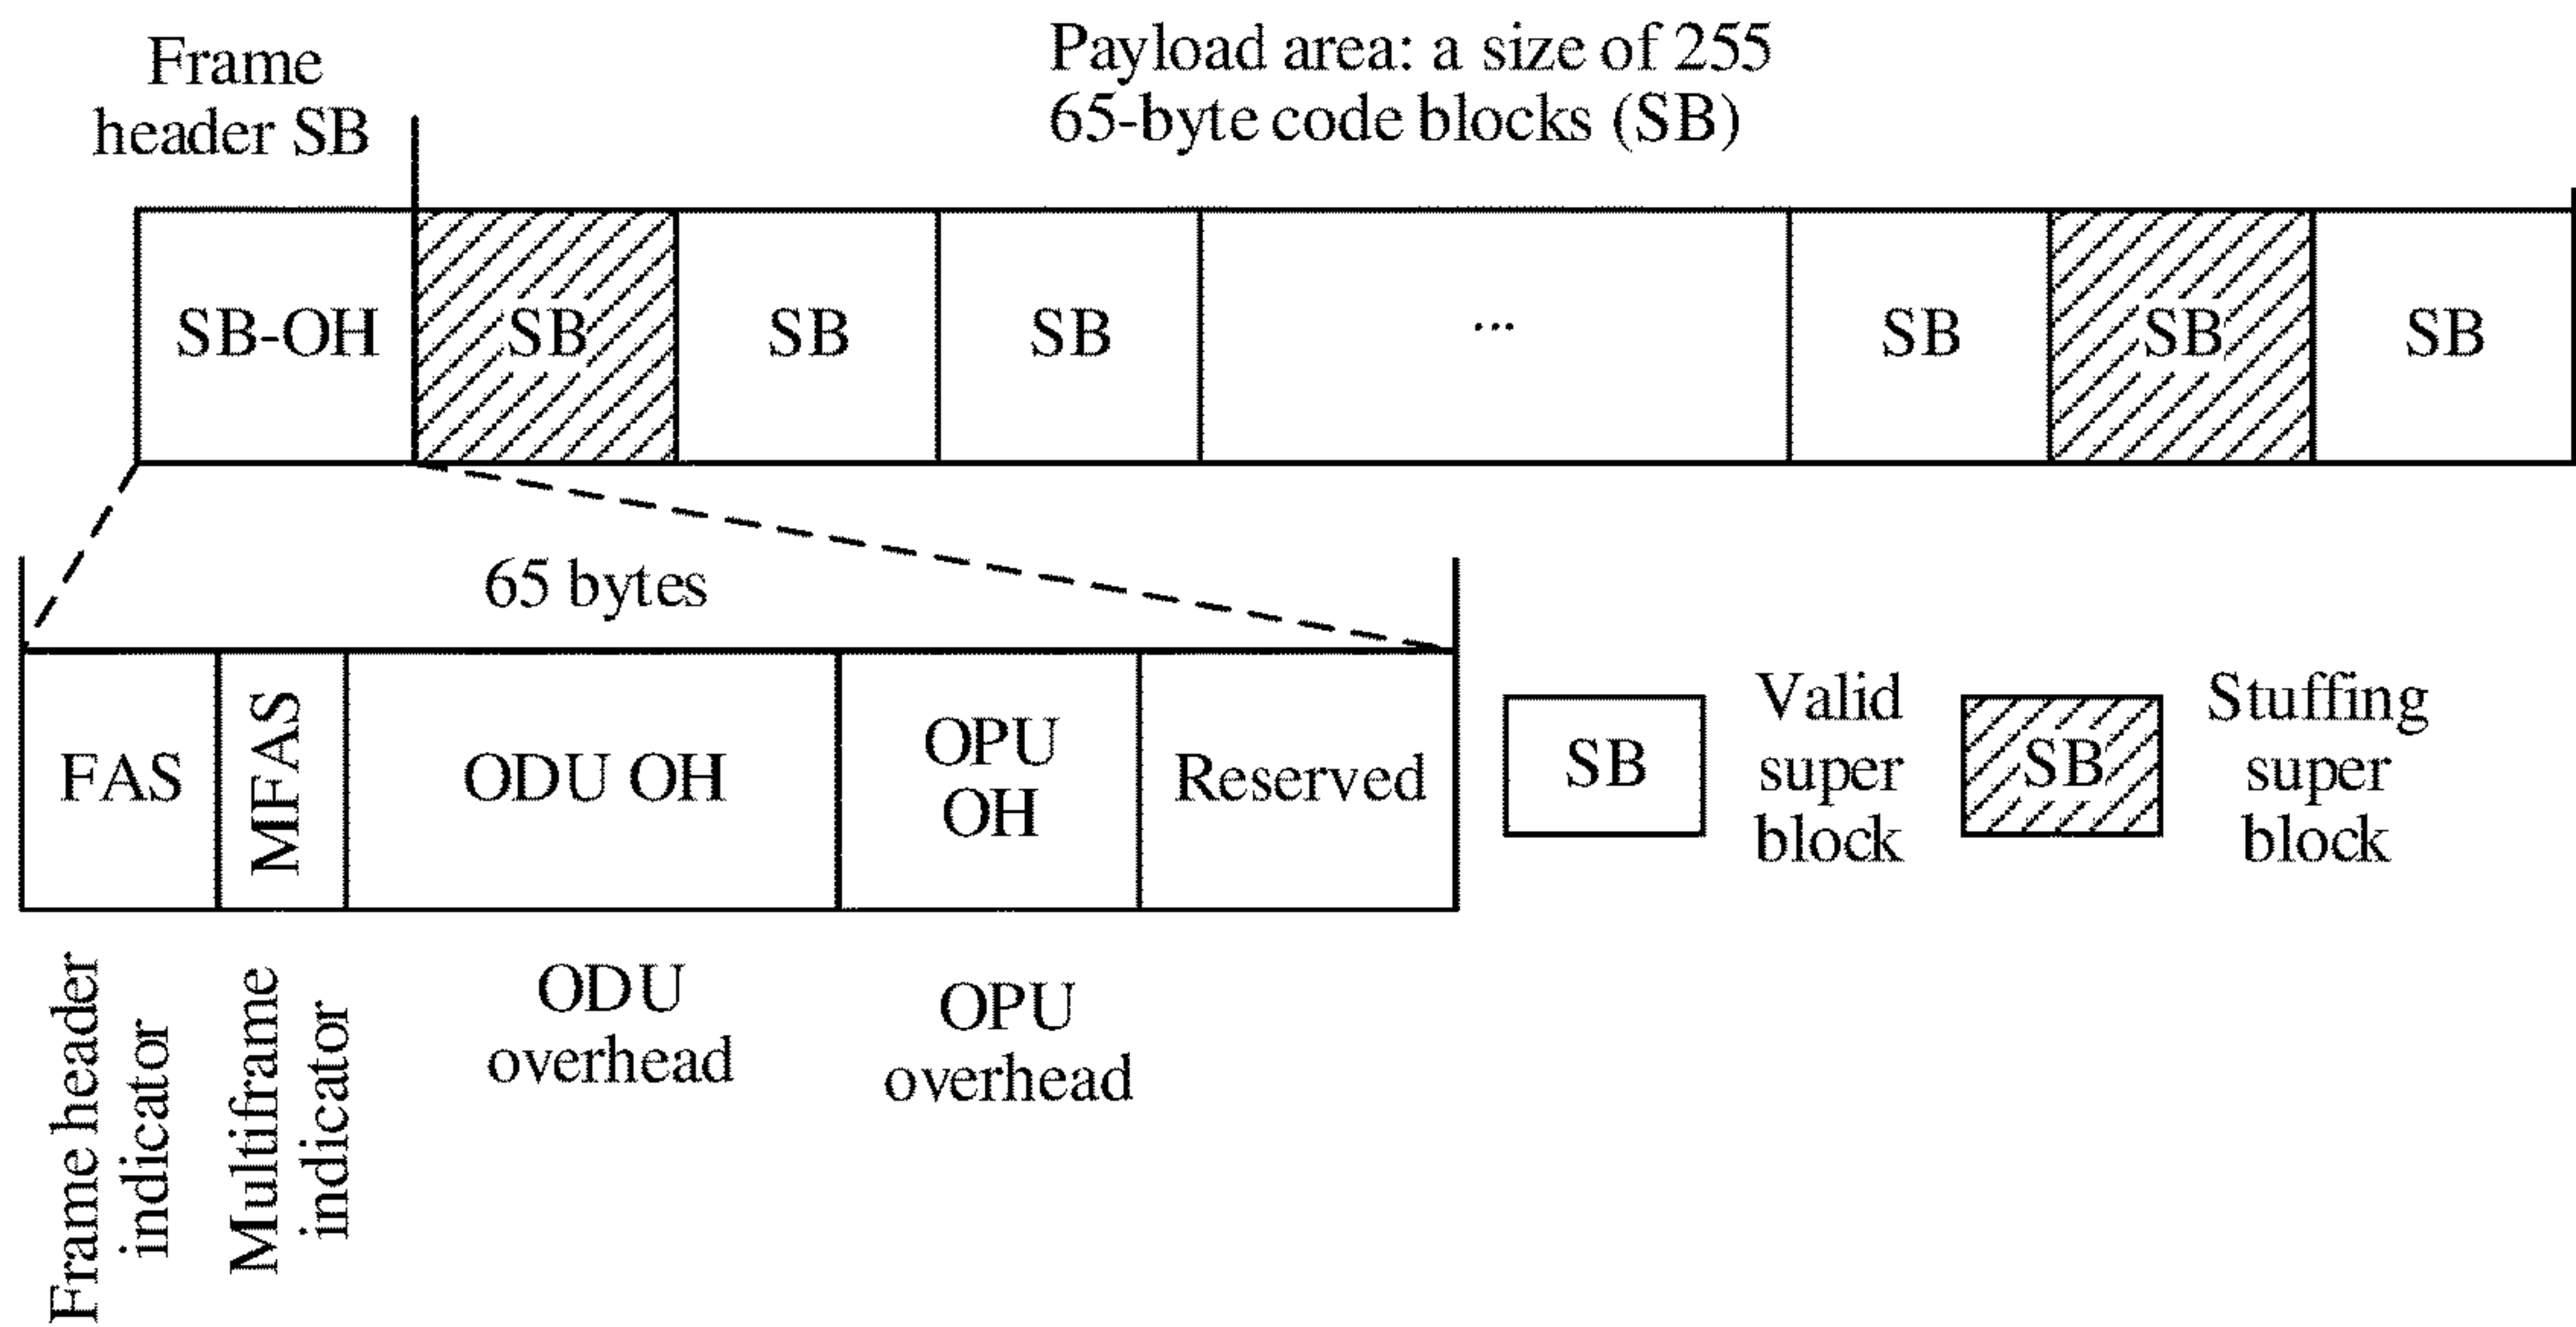 Frame
header SB
Payload area: a size of 255
65-byte code blocks (SB)
SB-OH
SB
SB
SB
...
SB
SB
SB
65 bytes
FAS
MFAS
ODU OH
OPU
OH
Reserved
SB
Valid
super
block
SB
Stuffing
super
block
Frame header
indicator
Multiframe
indicator
ODU
overhead
OPU
overhead